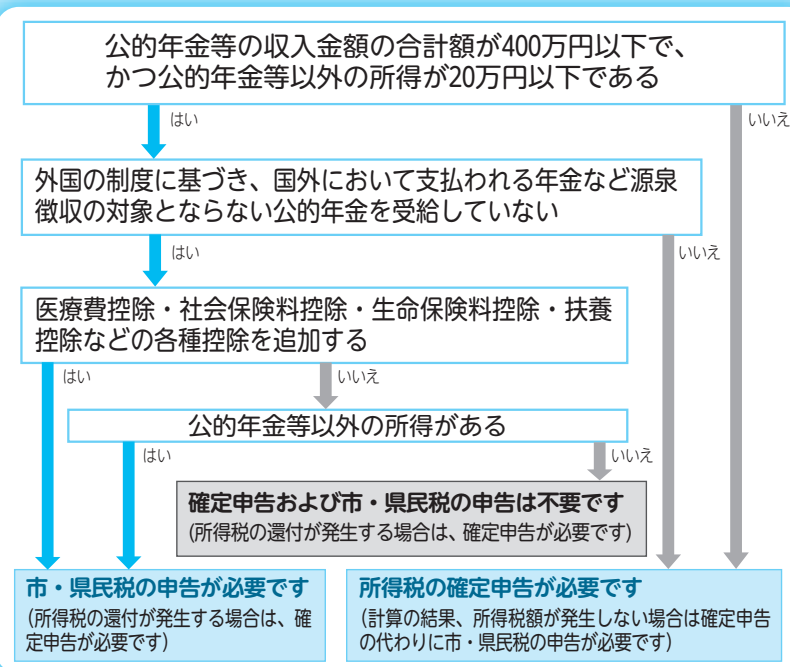 公的年金等の収入金額の合計額が400万円以下で、
かつ公的年金等以外の所得が20万円以下である
はい
いいえ
外国の制度に基づき、国外において支払われる年金など源泉
徴収の対象とならない公的年金を受給していない
はい
いいえ
医療費控除・社会保険料控除・生命保険料控除・扶養
控除などの各種控除を追加する
はい
いいえ
公的年金等以外の所得がある
はい
いいえ
確定申告および市・県民税の申告は不要です
(所得税の還付が発生する場合は、確定申告が必要です)
市・県民税の申告が必要です
(所得税の還付が発生する場合は、確
定申告が必要です)
所得税の確定申告が必要です
(計算の結果、所得税額が発生しない場合は確定申告
の代わりに市・県民税の申告が必要です)